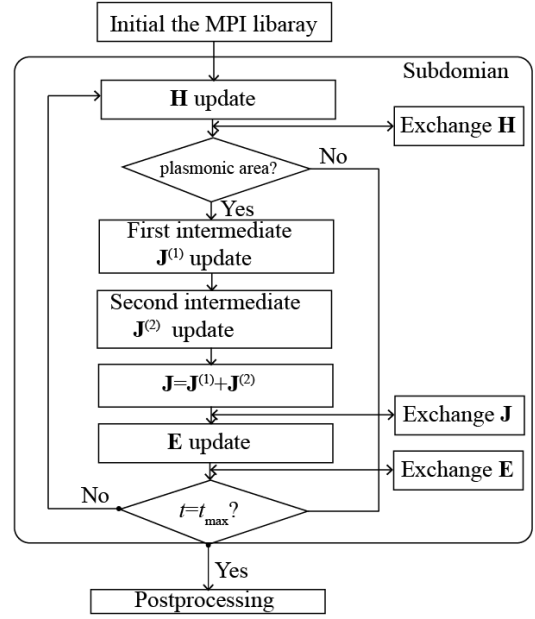 Initial the MPI libaray
Subdomian
H update
Exchange H
plasmonic area?
No
Yes
First intermediate
J⁽¹⁾ update
Second intermediate
J⁽²⁾ update
J=J⁽¹⁾+J⁽²⁾
Exchange J
E update
Exchange E
No
t=tₘₐₓ?
Yes
Postprocessing